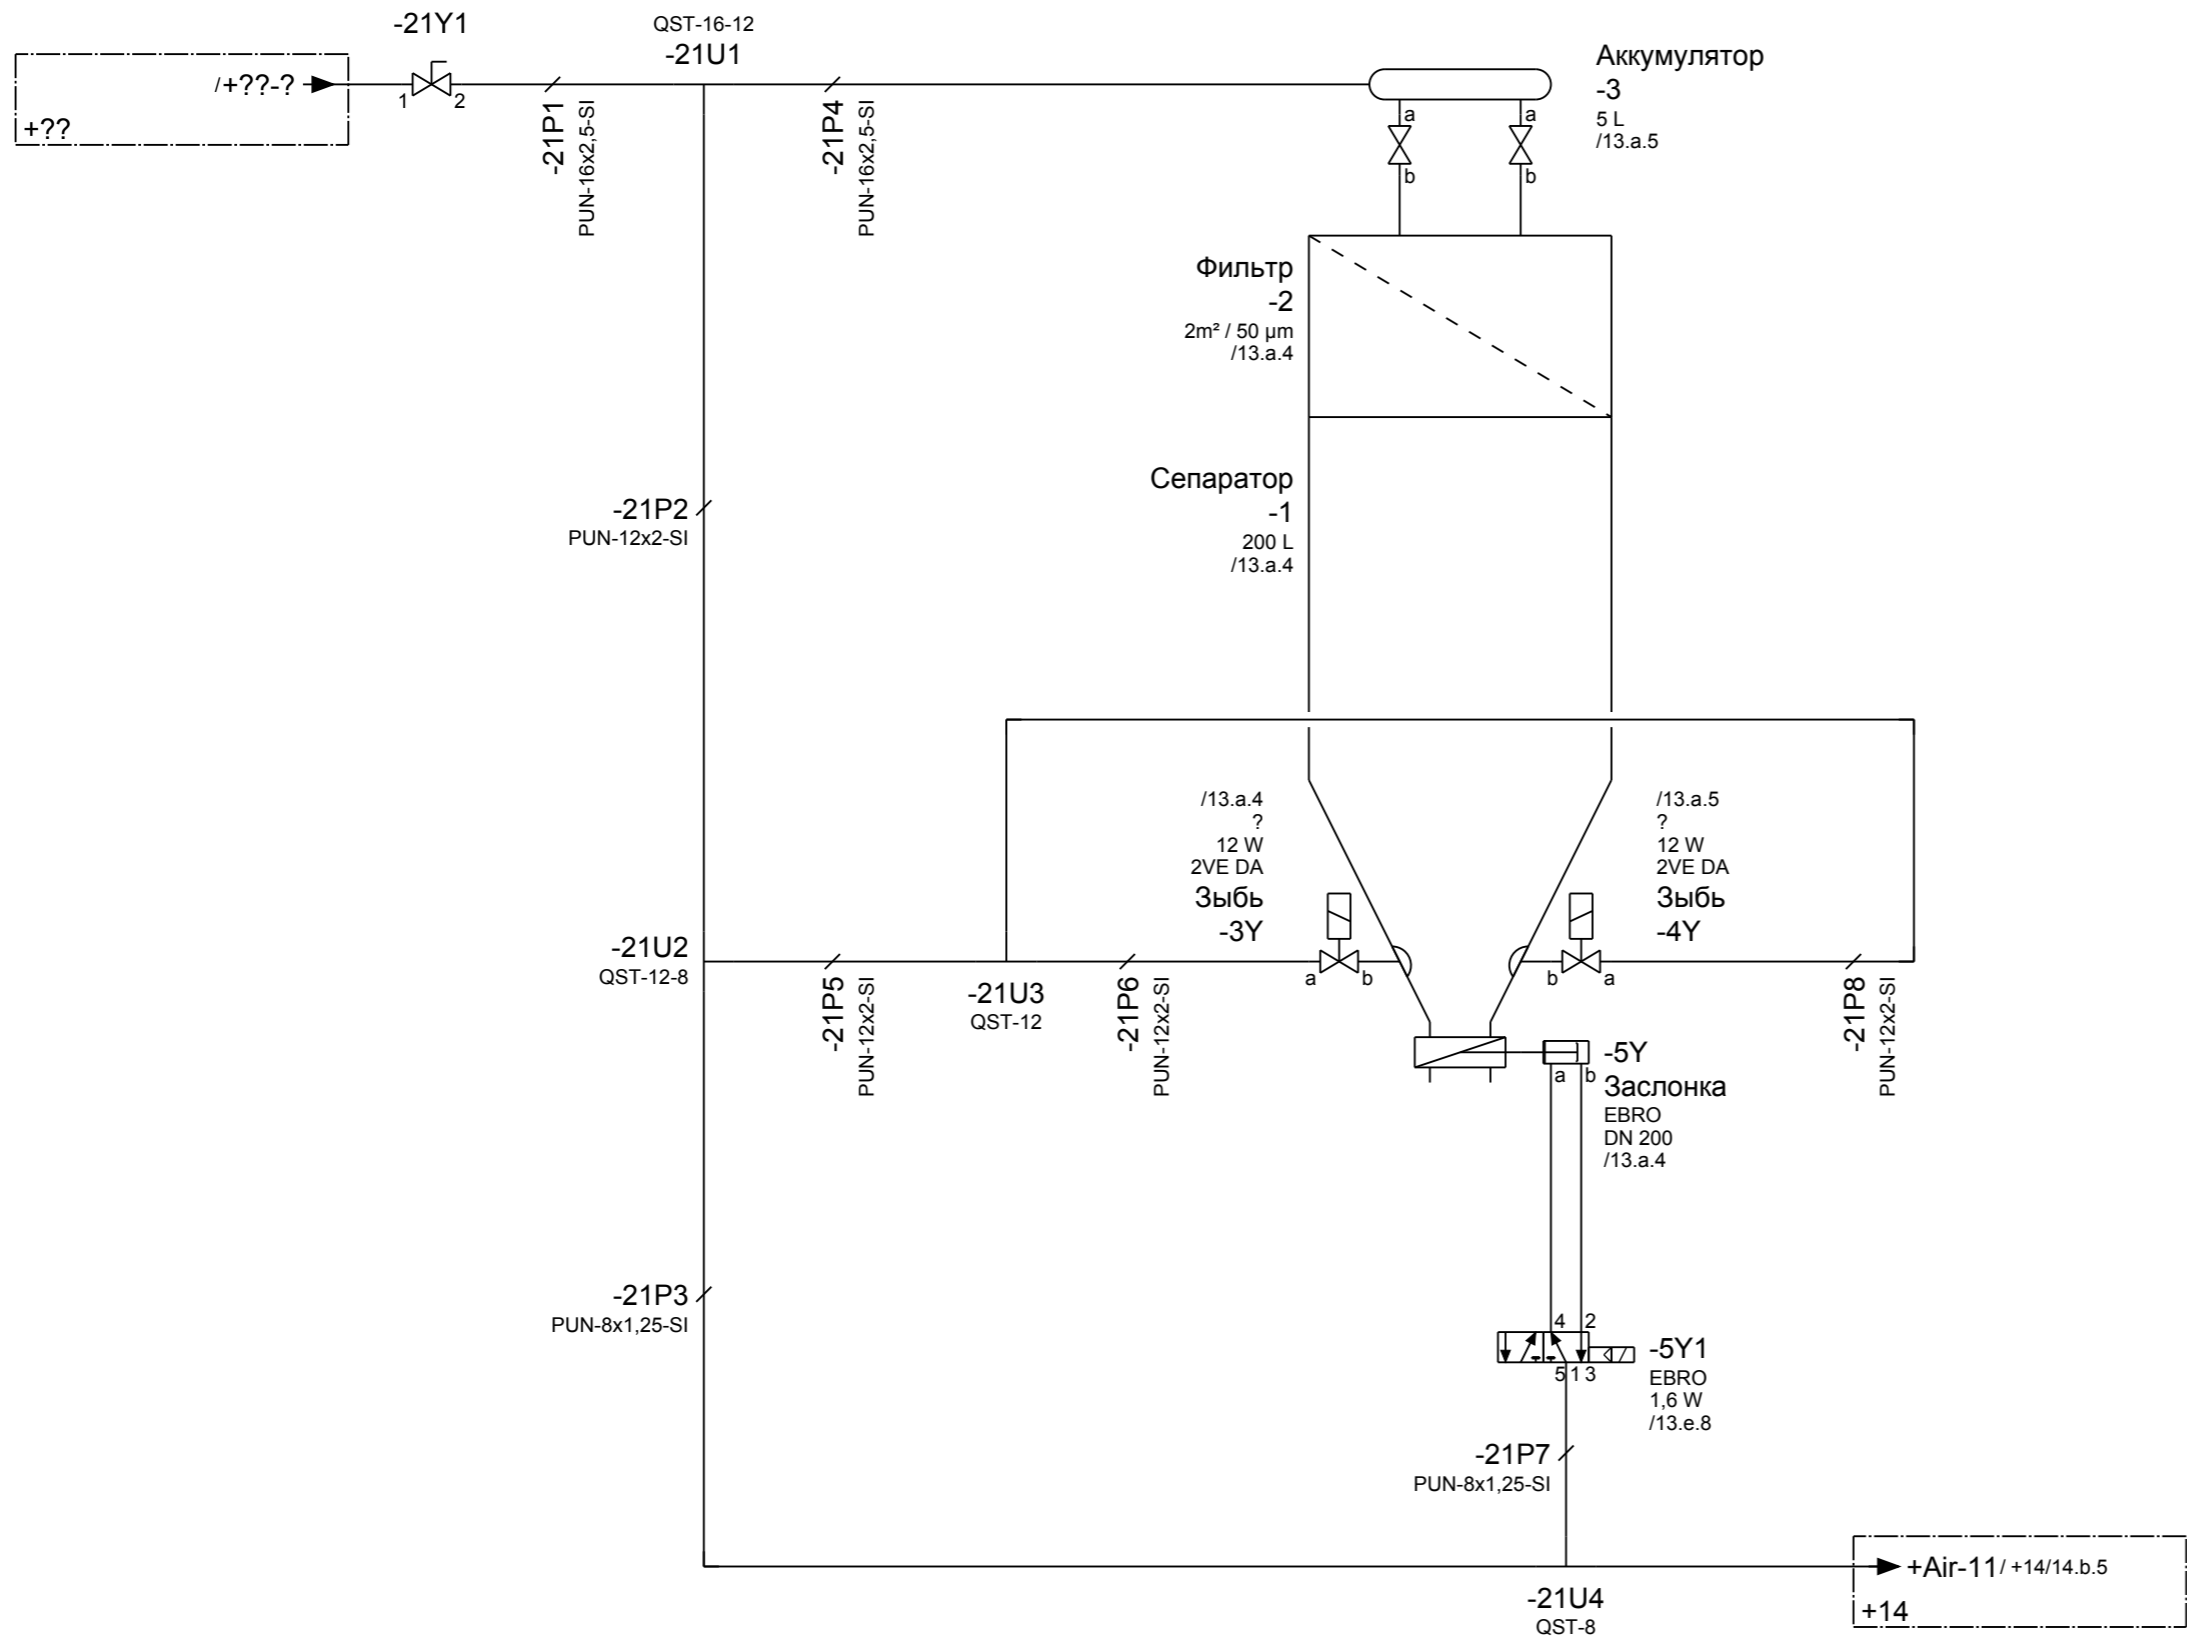 -21Y1
QST-16-12
-21U1
/+??-?
+??
1
2
-21P1
PUN-16x2,5-SI
-21P4
PUN-16x2,5-SI
Аккумулятор
-3
5 L
/13.a.5
a
a
b
b
Фильтр
-2
2m² / 50 µm
/13.a.4
Сепаратор
-1
200 L
/13.a.4
-21P2
PUN-12x2-SI
/13.a.4
?
12 W
2VE DA
Зыбь
-3Y
/13.a.5
?
12 W
2VE DA
Зыбь
-4Y
-21U2
QST-12-8
-21P5
PUN-12x2-SI
-21U3
QST-12
-21P6
PUN-12x2-SI
a
b
b
a
-21P8
PUN-12x2-SI
-5Y
a
b
Заслонка
EBRO
DN 200
/13.a.4
-21P3
PUN-8x1,25-SI
4
2
5
1
3
-5Y1
EBRO
1,6 W
/13.e.8
-21P7
PUN-8x1,25-SI
+Air-11/ +14/14.b.5
+14
-21U4
QST-8